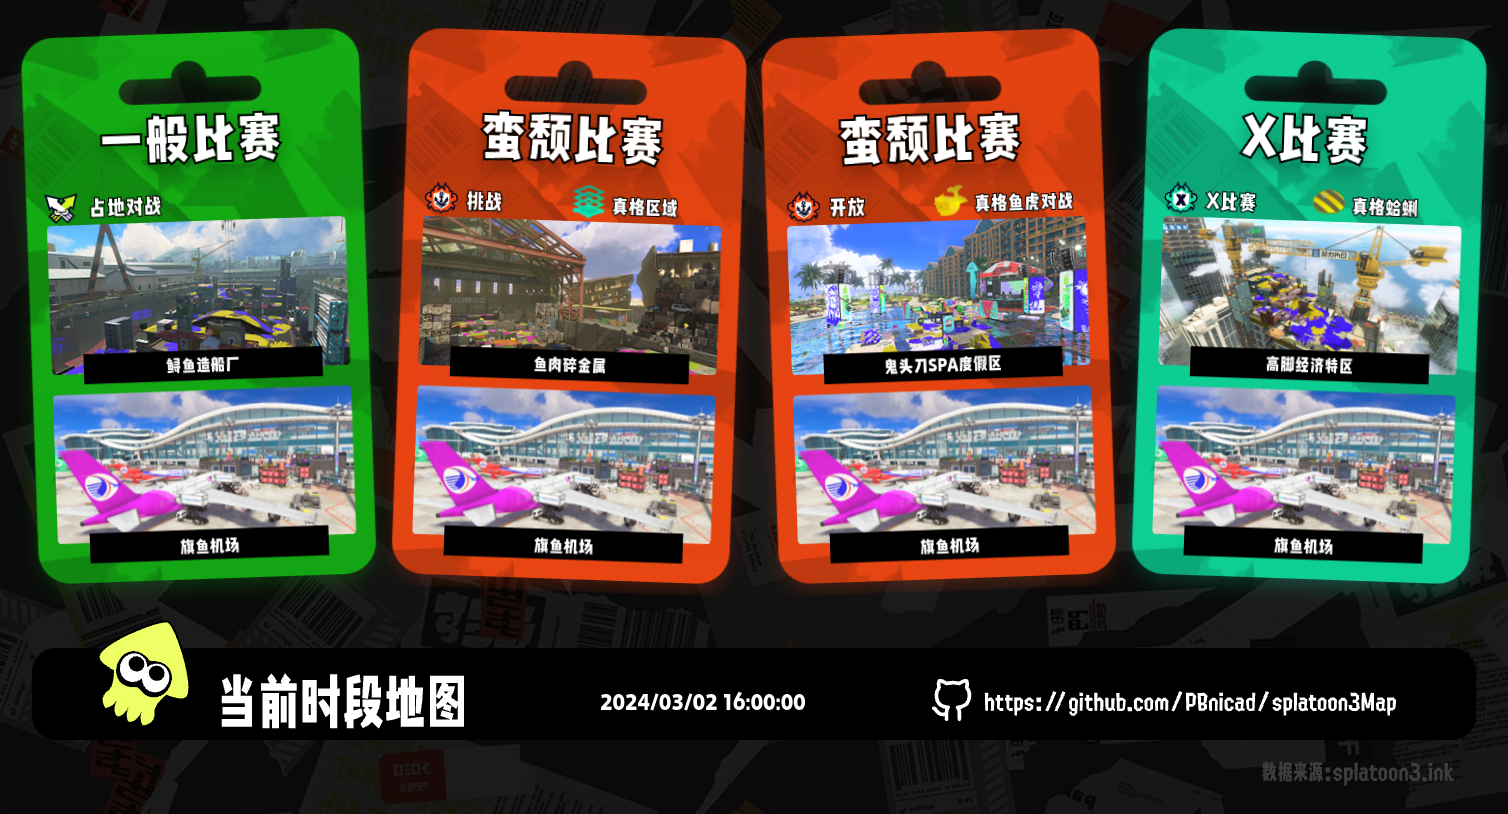 一般比赛
占地对战
鲟鱼造船厂
旗鱼机场
蛮颓比赛
挑战
真格区域
鱼肉碎金属
旗鱼机场
蛮颓比赛
开放
真格鱼虎对战
鬼头刀SPA度假区
旗鱼机场
X比赛
X比赛
真格蛤蜊
高脚经济特区
旗鱼机场
当前时段地图
2024/03/02 16:00:00
https://github.com/PBnicad/splatoon3Map
数据来源:splatoon3.ink